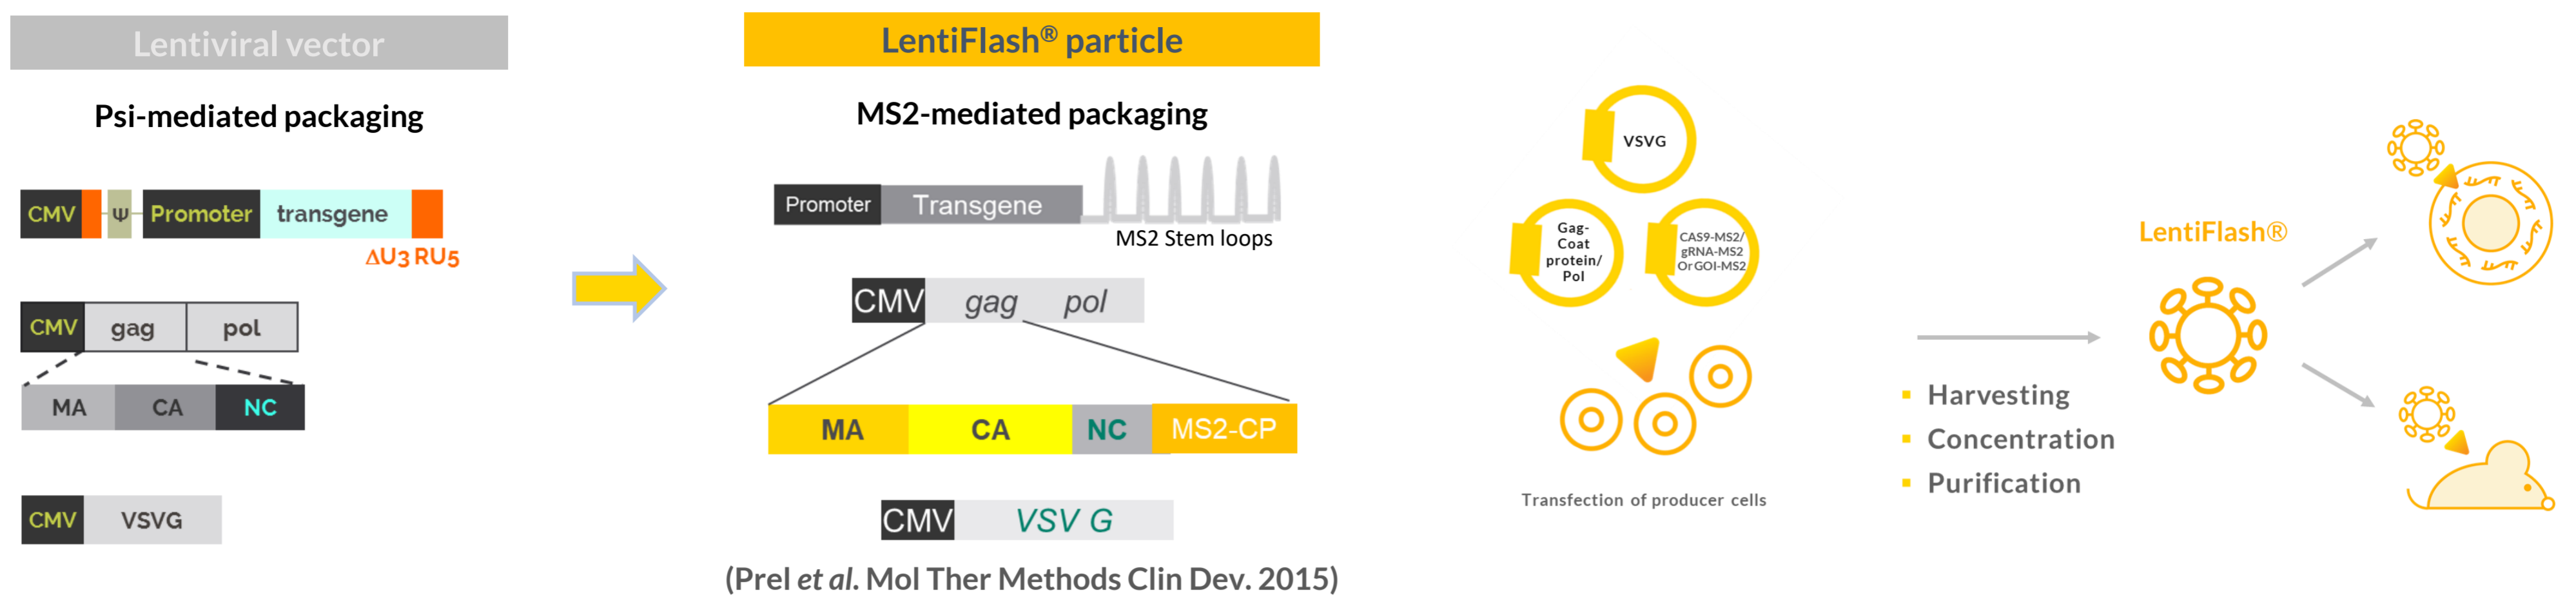 Lentiviral vector
Psi-mediated packaging
CMV Ψ Promoter transgene
ΔU3 RU5
CMV gag pol
MA CA NC
CMV VSVG
LentiFlash® particle
MS2-mediated packaging
Promoter Transgene
MS2 Stem loops
CMV gag pol
MA CA NC MS2-CP
CMV VSV G
(Prel et al. Mol Ther Methods Clin Dev. 2015)
VSVG
Gag-
Coat
protein/
Pol
CAS9-MS2/
gRNA-MS2
Or GOI-MS2
Transfection of producer cells
▪ Harvesting
▪ Concentration
▪ Purification
LentiFlash®